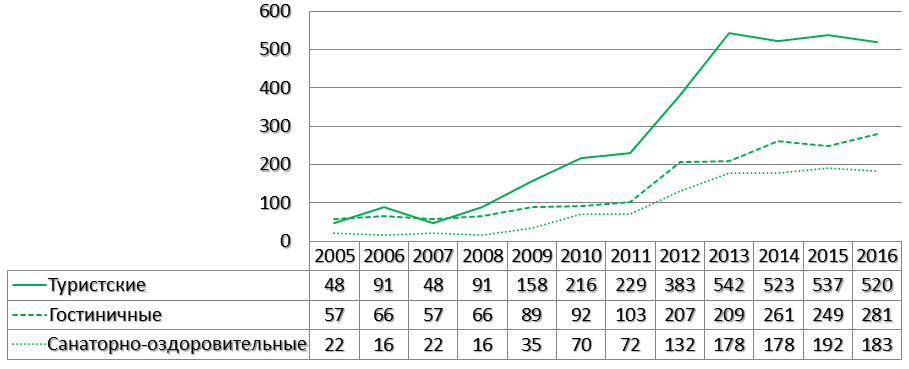 600
500
400
300
200
100
0
2005 2006 2007 2008 2009 2010 2011 2012 2013 2014 2015 2016
Туристские 48 91 48 91 158 216 229 383 542 523 537 520
Гостиничные 57 66 57 66 89 92 103 207 209 261 249 281
Санаторно-оздоровительные 22 16 22 16 35 70 72 132 178 178 192 183